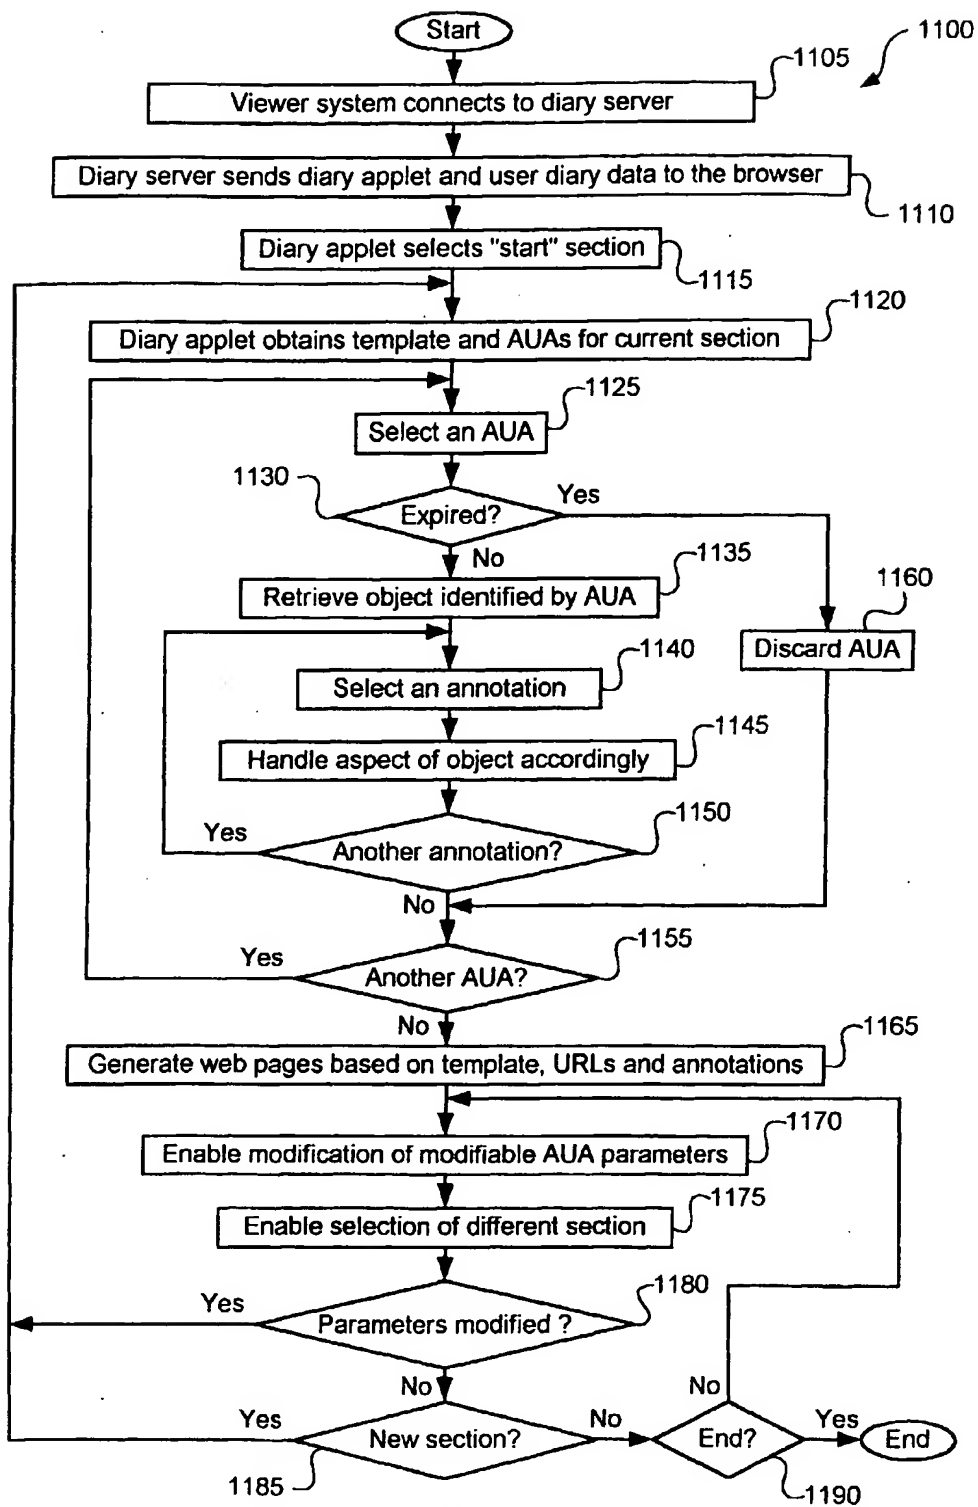 Start
1100
1105
Viewer system connects to diary server
Diary server sends diary applet and user diary data to the browser
1110
Diary applet selects "start" section
1115
1120
Diary applet obtains template and AUAs for current section
1125
Select an AUA
1130
Yes
Expired?
No
1135
Retrieve object identified by AUA
1160
Discard AUA
1140
Select an annotation
1145
Handle aspect of object accordingly
1150
Yes
Another annotation?
No
1155
Yes
Another AUA?
No
1165
Generate web pages based on template, URLs and annotations
1170
Enable modification of modifiable AUA parameters
1175
Enable selection of different section
1180
Yes
Parameters modified ?
No
No
Yes
New section?
No
End?
Yes
End
1185
1190